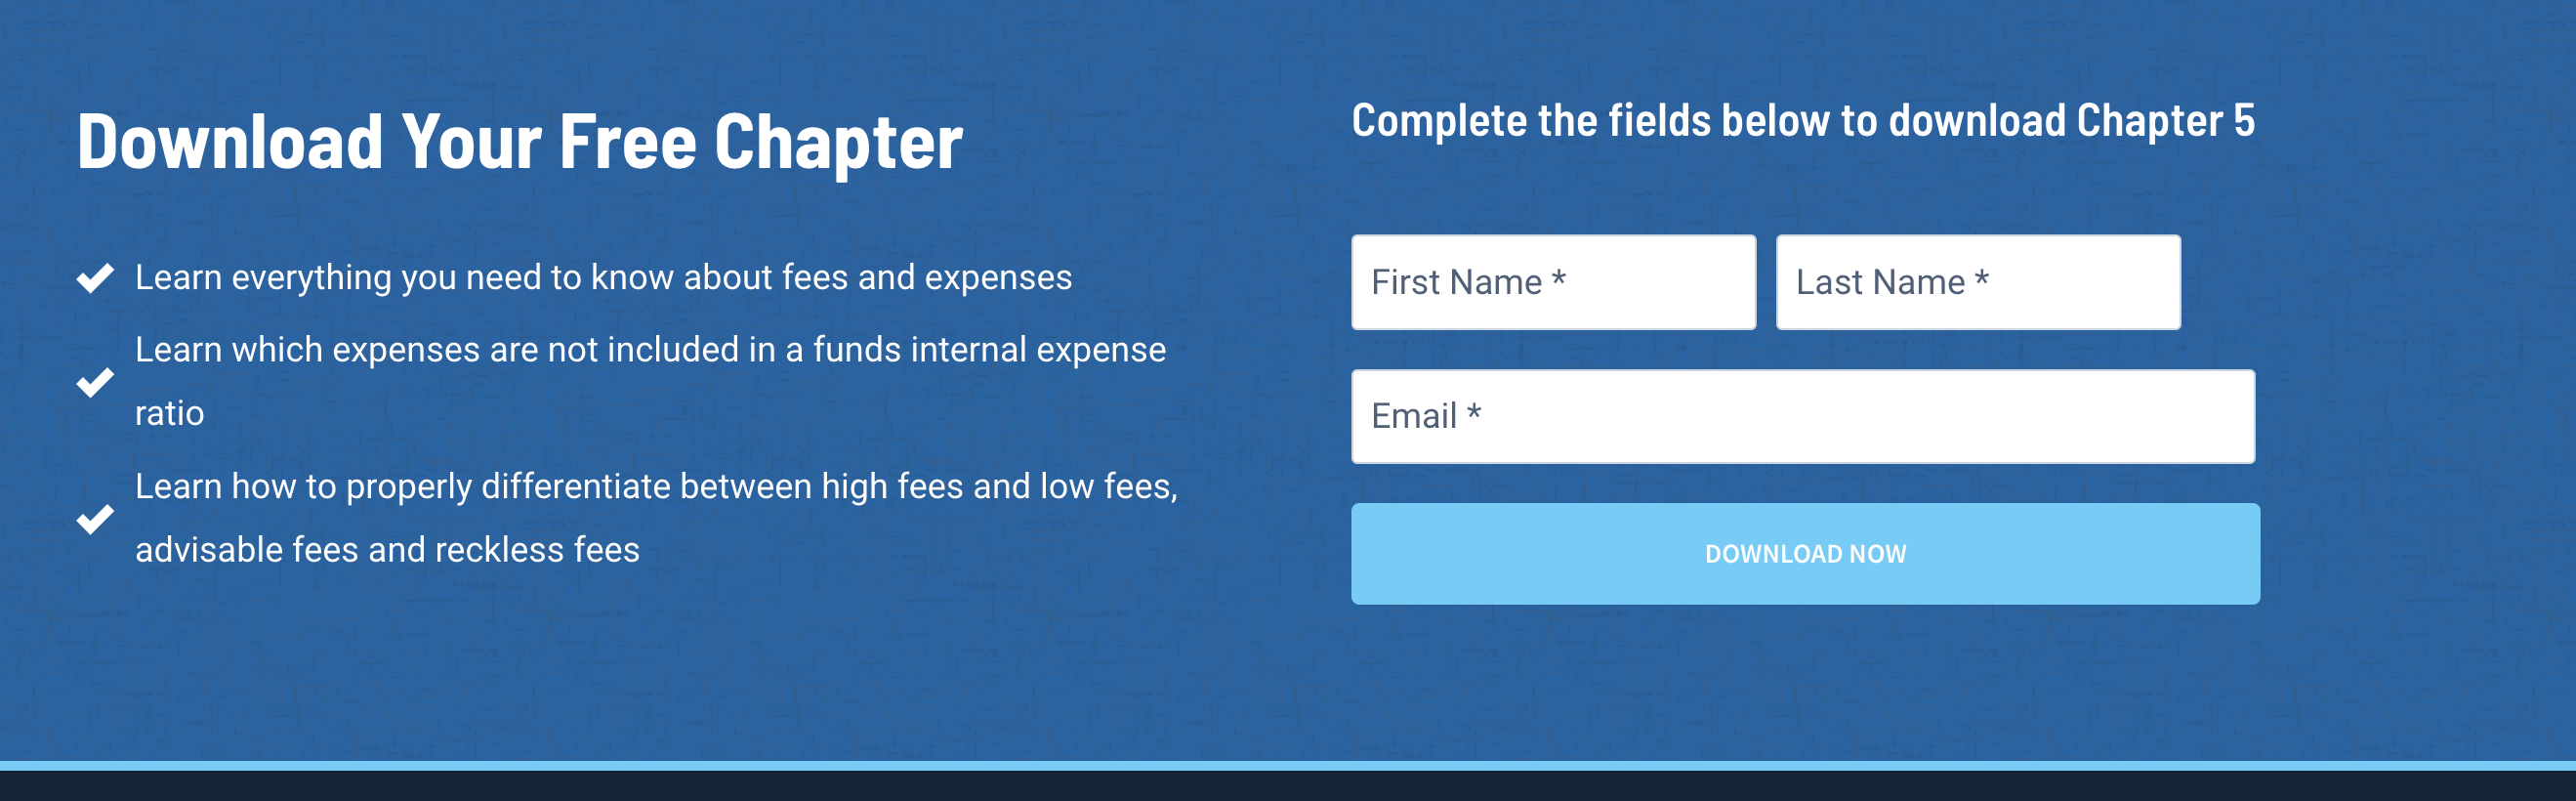 Download Your Free Chapter
Learn everything you need to know about fees and expenses
Learn which expenses are not included in a funds internal expense
ratio
Learn how to properly differentiate between high fees and low fees,
advisable fees and reckless fees
Complete the fields below to download Chapter 5
First Name *
Last Name *
Email *
DOWNLOAD NOW